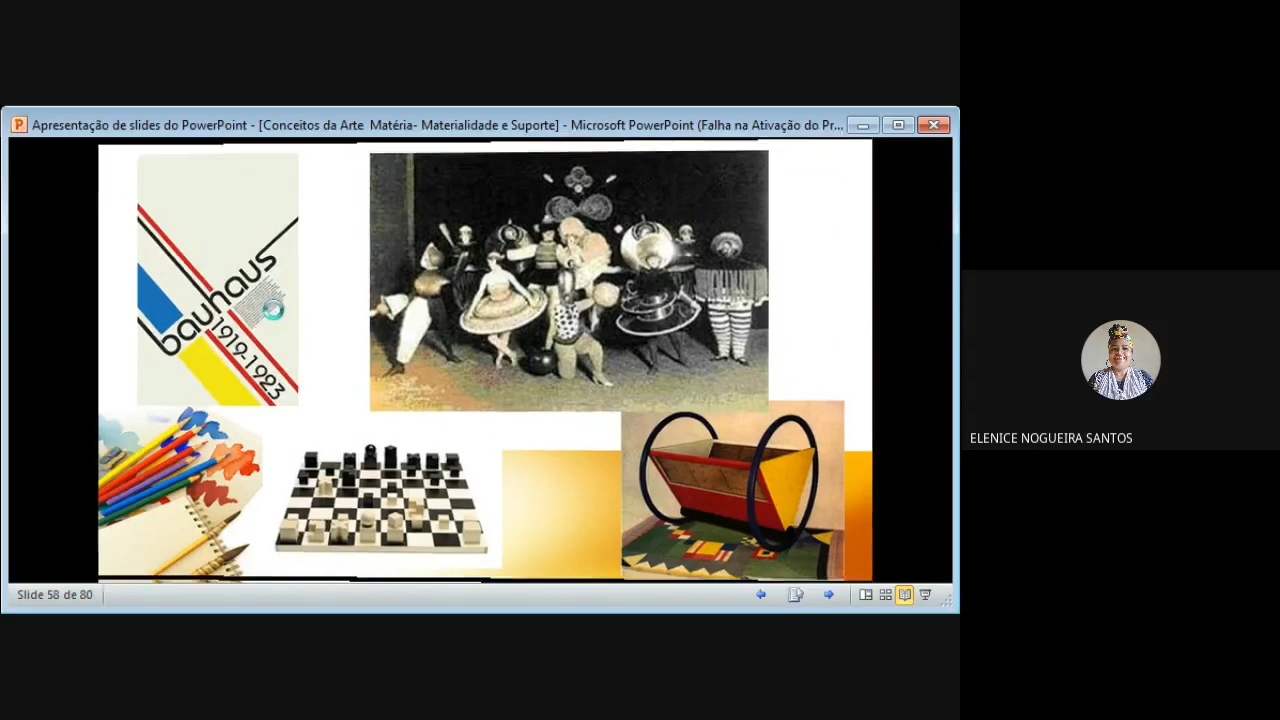 Apresentação de slides do PowerPoint - [Conceitos da Arte Matéria- Materialidade e Suporte] - Microsoft PowerPoint (Falha na Ativação do Pr...
bauhaus
1919-1923
ELENICE NOGUEIRA SANTOS
Slide 58 de 80